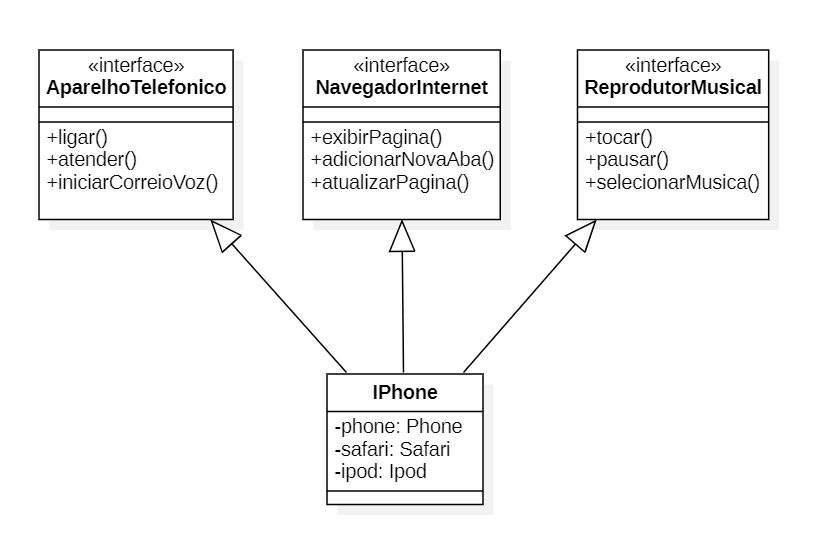 «interface»
AparelhoTelefonico
+ligar()
+atender()
+iniciarCorreioVoz()
«interface»
NavegadorInternet
+exibirPagina()
+adicionarNovaAba()
+atualizarPagina()
«interface»
ReprodutorMusical
+tocar()
+pausar()
+selecionarMusica()
IPhone
-phone: Phone
-safari: Safari
-ipod: Ipod